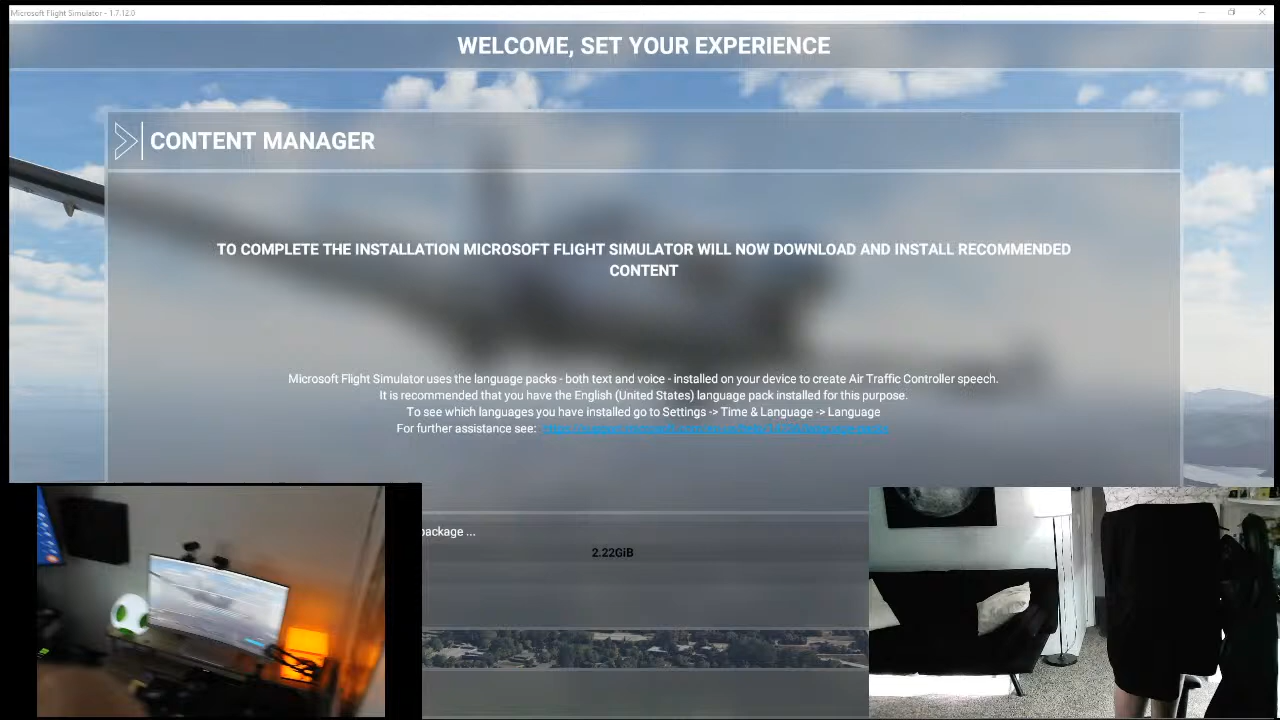 Microsoft Flight Simulator - 1.7.12.0
WELCOME, SET YOUR EXPERIENCE
CONTENT MANAGER
TO COMPLETE THE INSTALLATION MICROSOFT FLIGHT SIMULATOR WILL NOW DOWNLOAD AND INSTALL RECOMMENDED
CONTENT
Microsoft Flight Simulator uses the language packs - both text and voice - installed on your device to create Air Traffic Controller speech.
It is recommended that you have the English (United States) language pack installed for this purpose.
To see which languages you have installed go to Settings -> Time & Language -> Language
For further assistance see:
package ...
2.22GiB